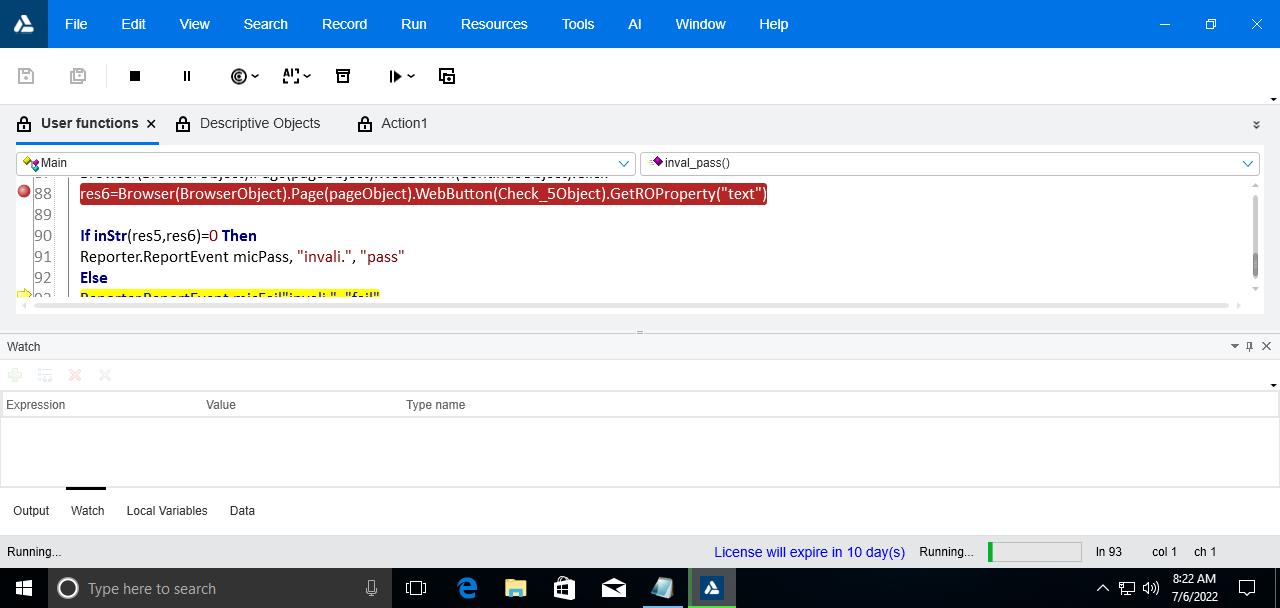 File Edit View Search Record Run Resources Tools AI Window Help
User functions Descriptive Objects Action1
Main inval_pass()
88 res6=Browser(BrowserObject).Page(pageObject).WebButton(Check_5Object).GetROProperty("text")
89
90 If inStr(res5,res6)=0 Then
91 Reporter.ReportEvent micPass, "invali.", "pass"
92 Else
Watch
Expression Value Type name
Output Watch Local Variables Data
Running... License will expire in 10 day(s) Running... ln 93 col 1 ch 1
Type here to search
8:22 AM
7/6/2022